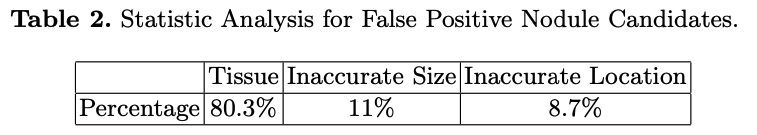 Table 2. Statistic Analysis for False Positive Nodule Candidates.
Tissue Inaccurate Size Inaccurate Location
Percentage 80.3% 11% 8.7%